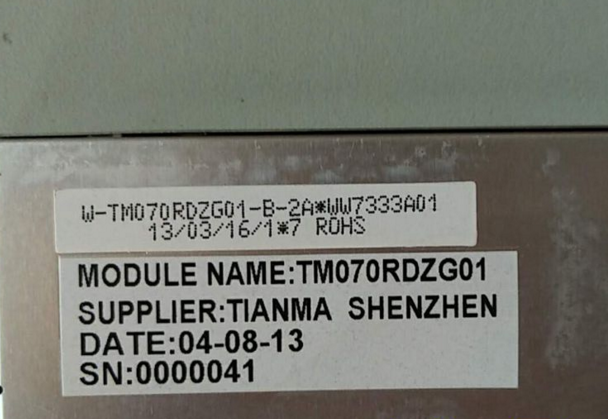 W-TM070RDZG01-B-2A*WW7333A01
13/03/16/1*7 ROHS
MODULE NAME:TM070RDZG01
SUPPLIER:TIANMA SHENZHEN
DATE:04-08-13
SN:0000041